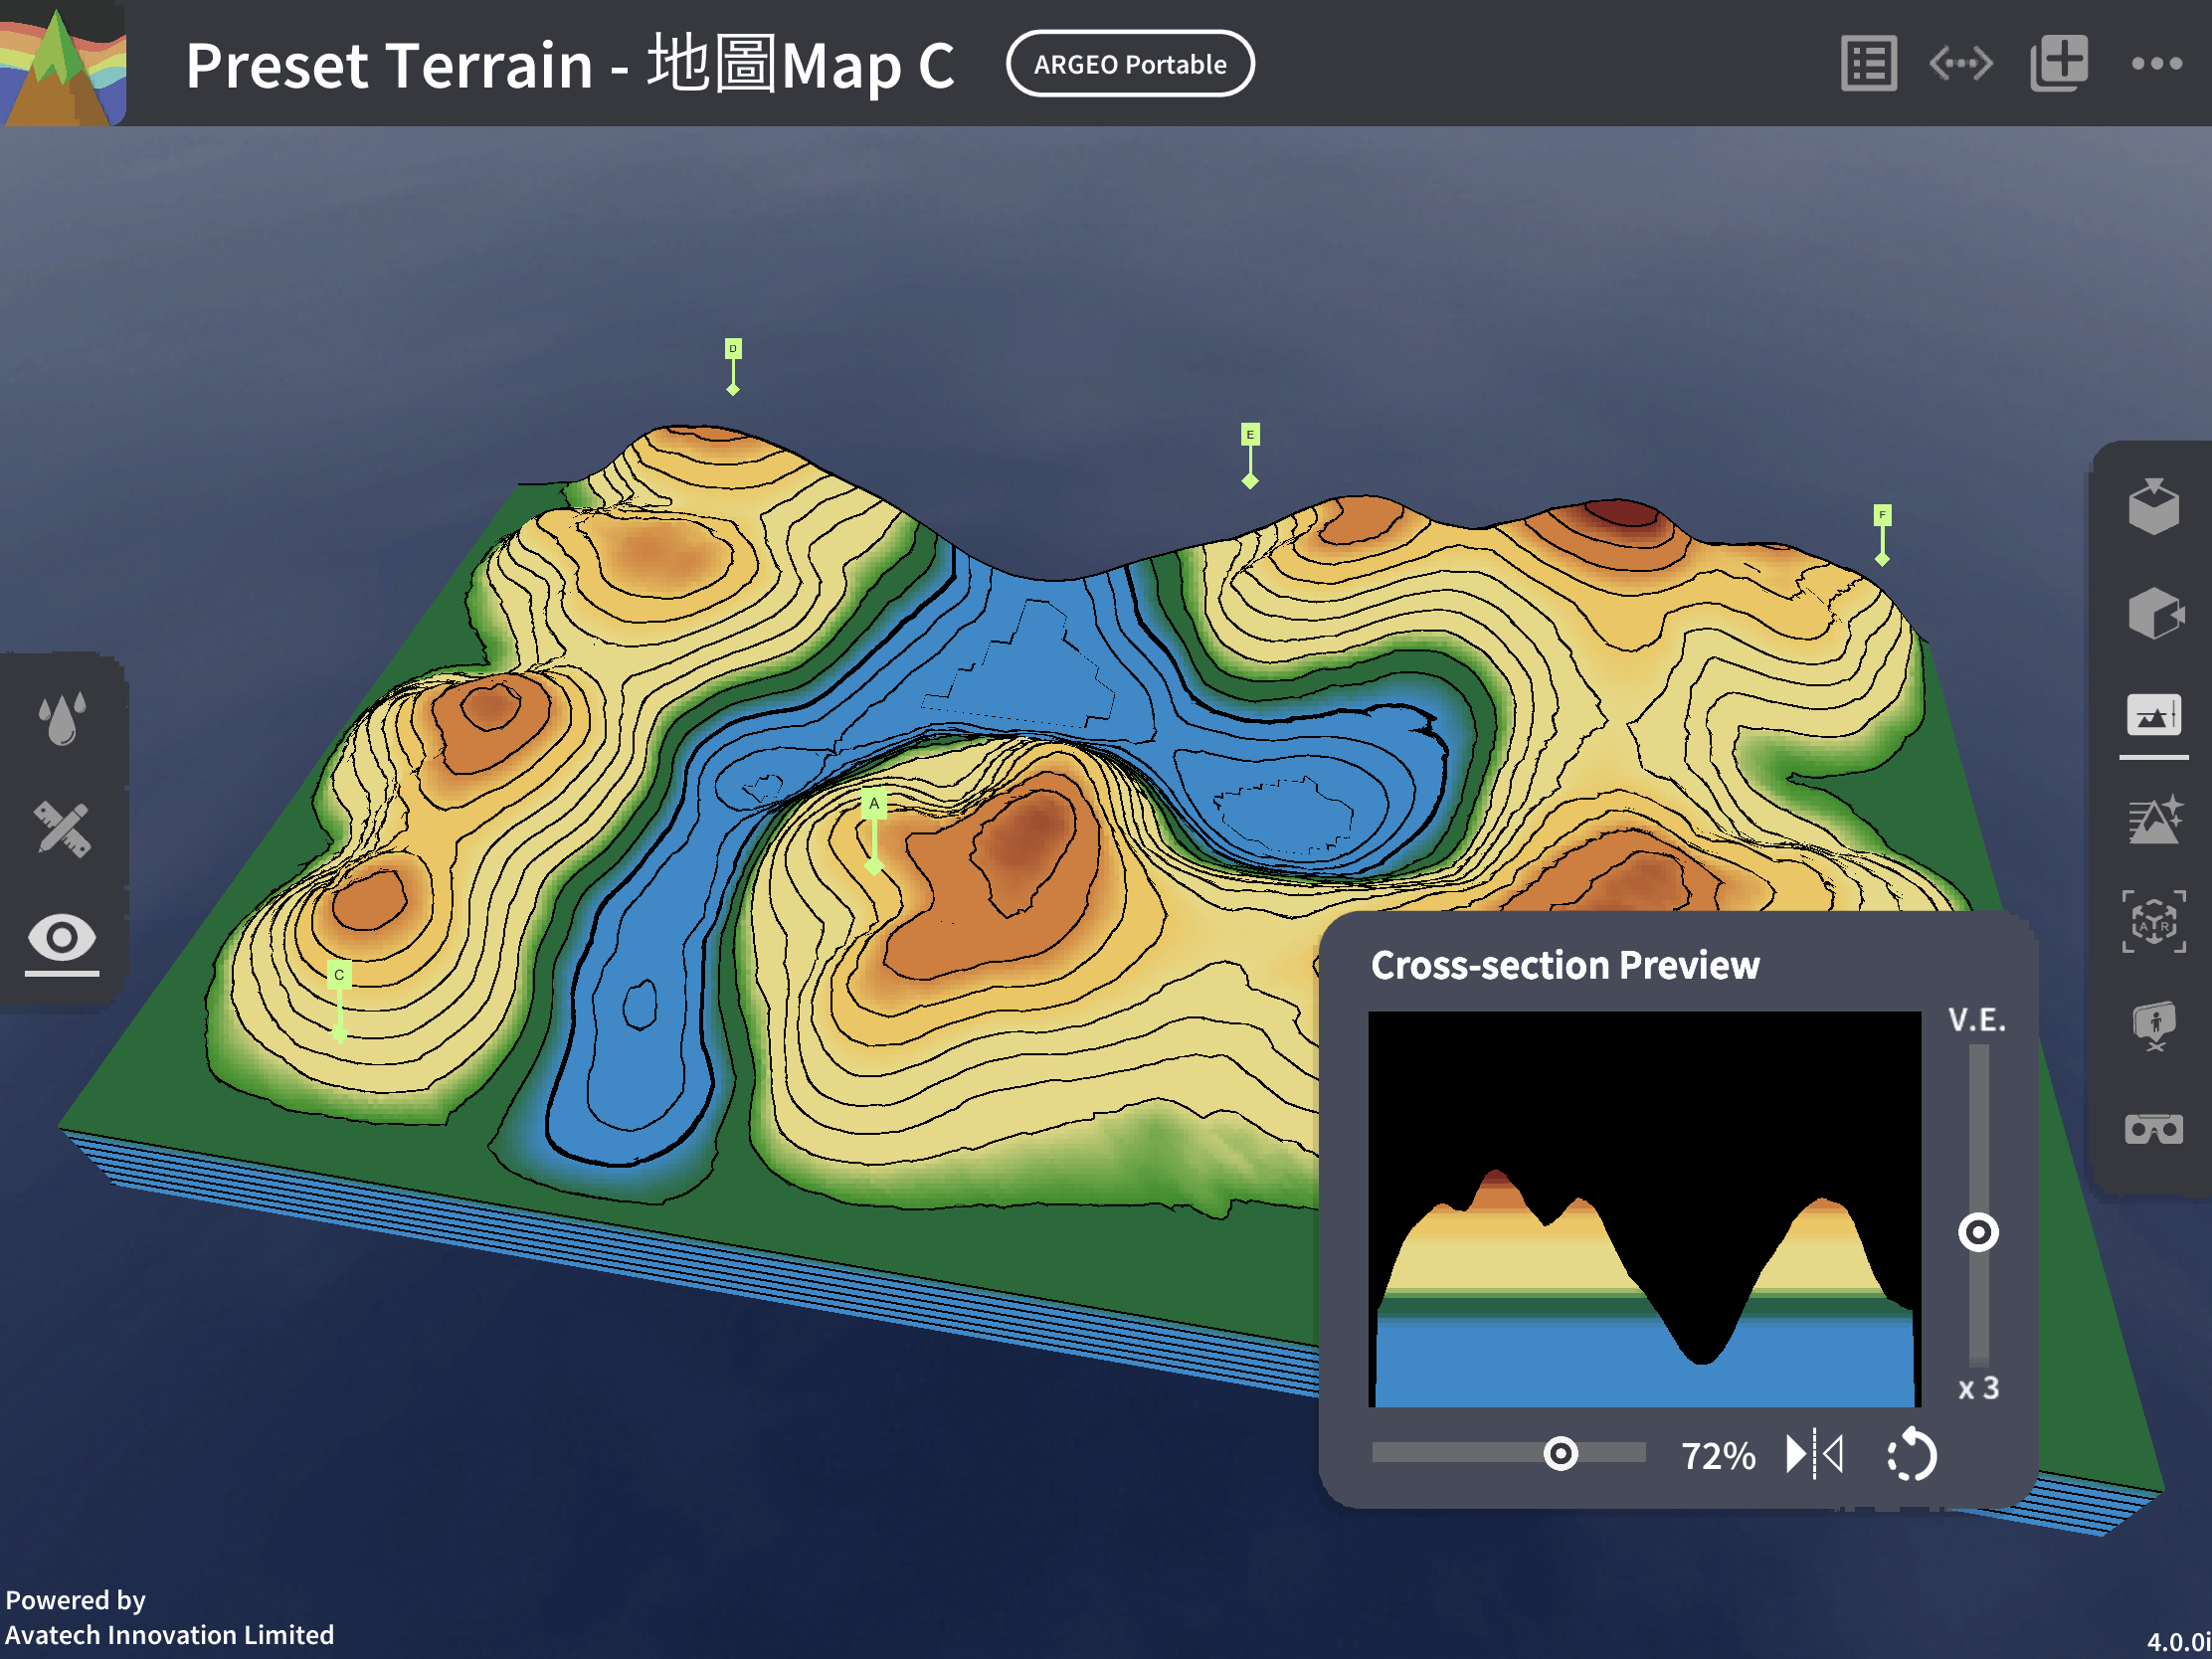 Preset Terrain - 地圖Map C
ARGEO Portable
D
E
F
A
C
AYR
Cross-section Preview
V.E.
x 3
72%
Powered by
Avatech Innovation Limited
4.0.0i